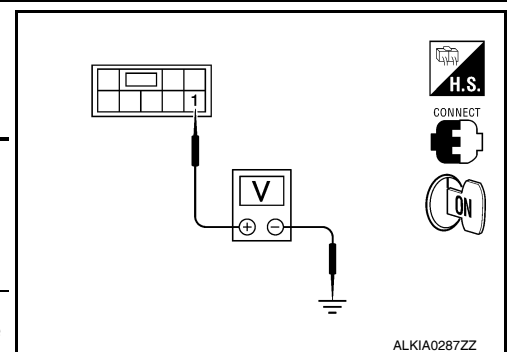 H.S.
CONNECT
1
V
+ −
ON
ALKIA0287ZZ